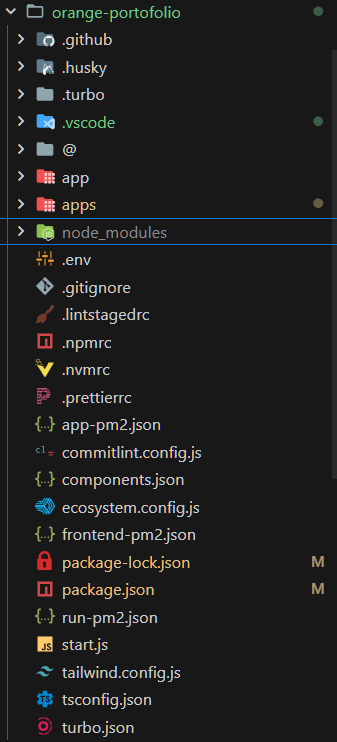 orange-portofolio
.github
.husky
.turbo
.vscode
@
app
apps
node_modules
.env
.gitignore
.lintstagedrc
.npmrc
.nvmrc
.prettierrc
app-pm2.json
commitlint.config.js
components.json
ecosystem.config.js
frontend-pm2.json
package-lock.json M
package.json M
run-pm2.json
start.js
tailwind.config.js
tsconfig.json
turbo.json